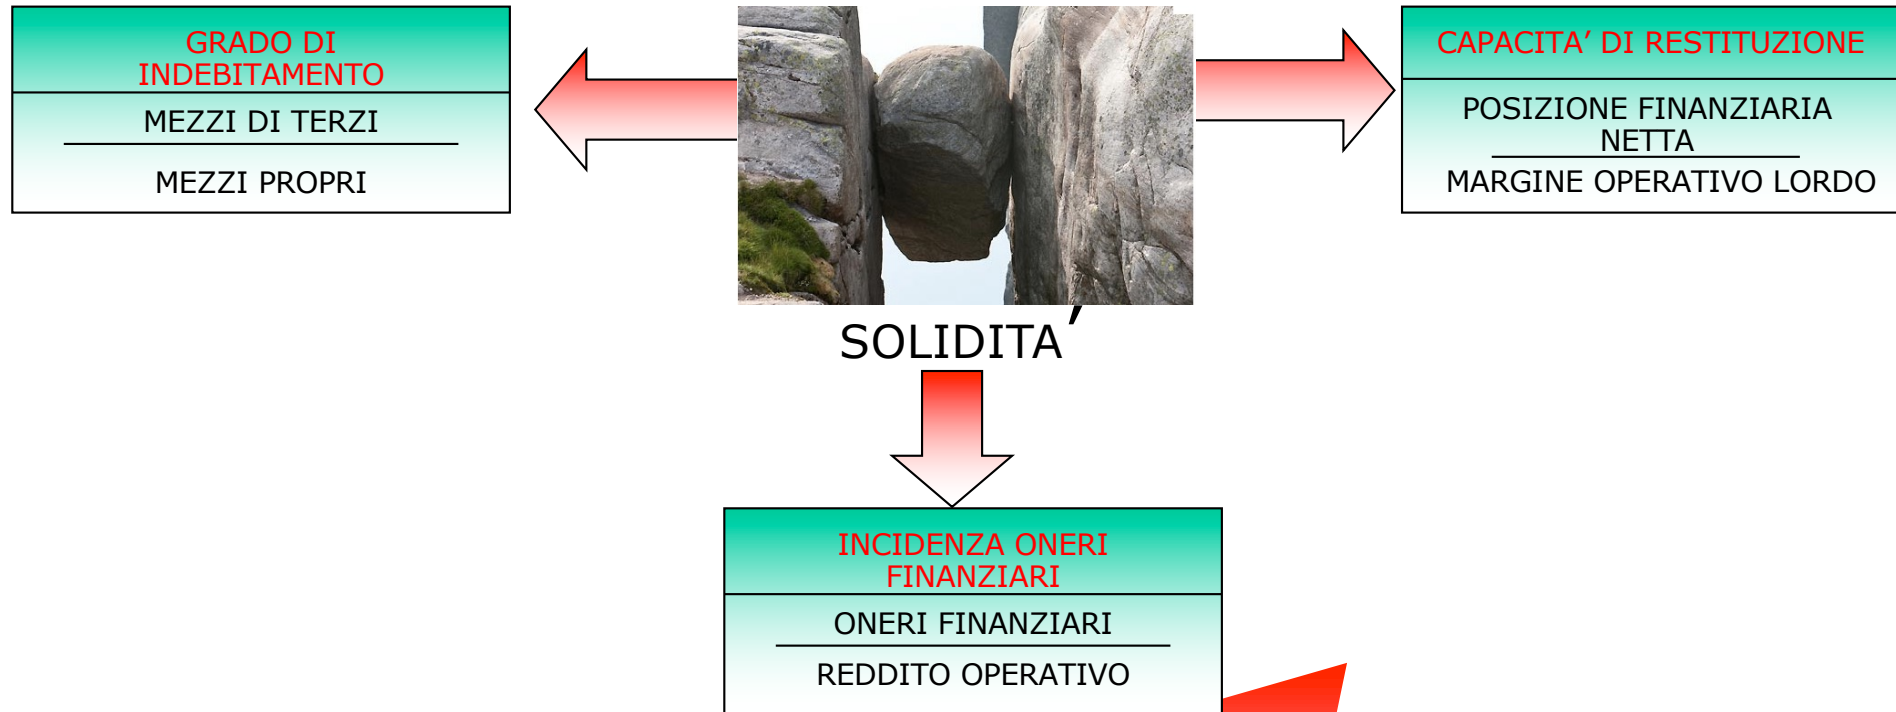 GRADO DI
INDEBITAMENTO
MEZZI DI TERZI
MEZZI PROPRI
CAPACITA’ DI RESTITUZIONE
POSIZIONE FINANZIARIA
NETTA
MARGINE OPERATIVO LORDO
SOLIDITA’
INCIDENZA ONERI
FINANZIARI
ONERI FINANZIARI
REDDITO OPERATIVO